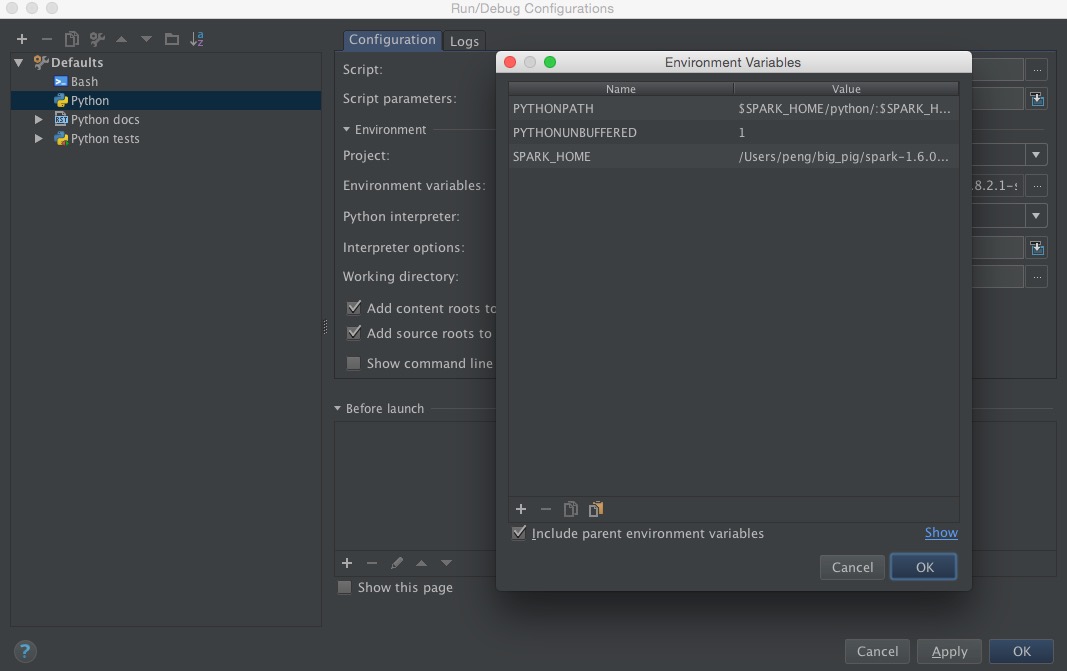 Run/Debug Configurations
Defaults
Bash
Python
Python docs
Python tests
Configuration
Logs
Script:
Script parameters:
Environment
Project:
Environment variables:
.8.2.1-s
Python interpreter:
Interpreter options:
Working directory:
Add content roots to
Add source roots to
Show command line
Before launch
Show this page
Environment Variables
Name Value
PYTHONPATH $SPARK_HOME/python/:$SPARK_H...
PYTHONUNBUFFERED 1
SPARK_HOME /Users/peng/big_pig/spark-1.6.0...
Include parent environment variables
Show
Cancel
OK
?
Cancel
Apply
OK